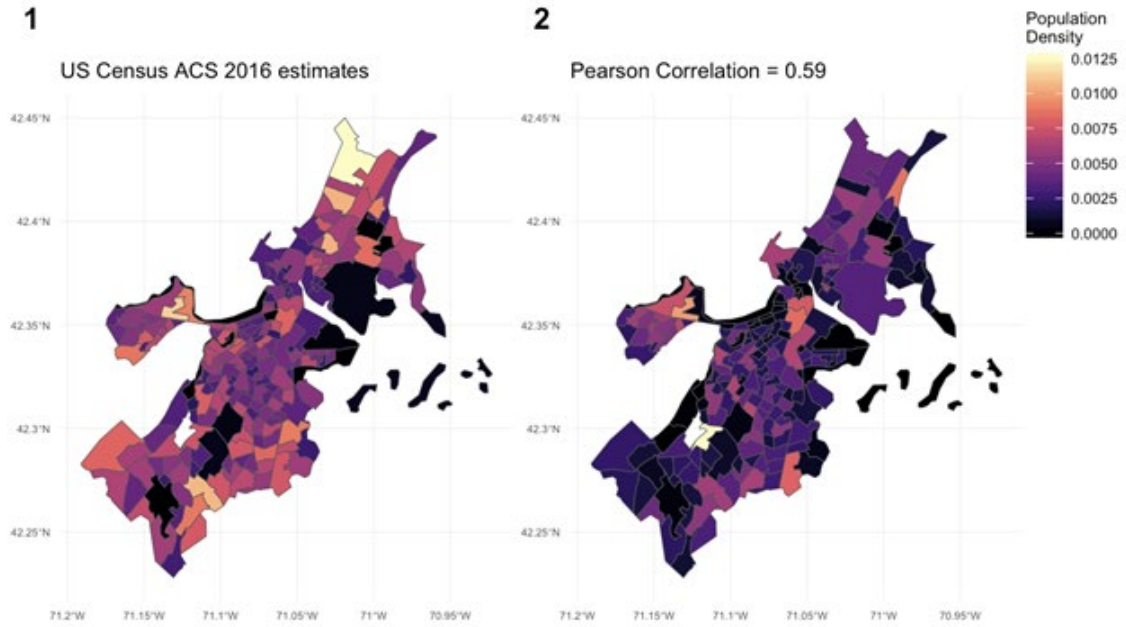 1
US Census ACS 2016 estimates
42.45°N
42.4°N
42.35°N
42.3°N
42.25°N
71.2°W
71.15°W
71.1°W
71.05°W
71°W
70.95°W
2
Pearson Correlation = 0.59
42.45°N
42.4°N
42.35°N
42.3°N
42.25°N
71.2°W
71.15°W
71.1°W
71.05°W
71°W
70.95°W
Population
Density
0.0125
0.0100
0.0075
0.0050
0.0025
0.0000